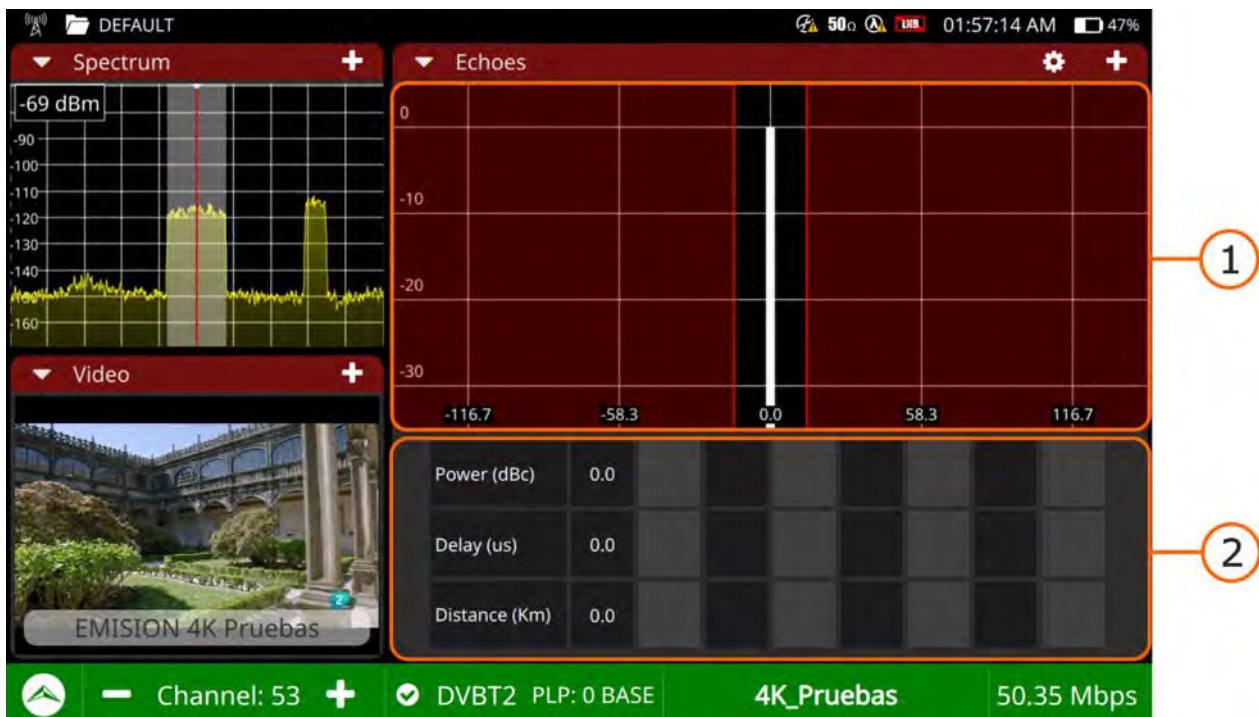 DEFAULT
50Ω
LNB
01:57:14 AM
47%
Spectrum
-69 dBm
-90
-100
-110
-120
-130
-140
-150
-160
Video
2
EMISION 4K Pruebas
Echoes
0
-10
-20
-30
-116.7
-58.3
0.0
58.3
116.7
1
Power (dBc) 0.0
Delay (us) 0.0
Distance (Km) 0.0
2
Channel: 53
DVBT2 PLP: 0 BASE
4K_Pruebas
50.35 Mbps